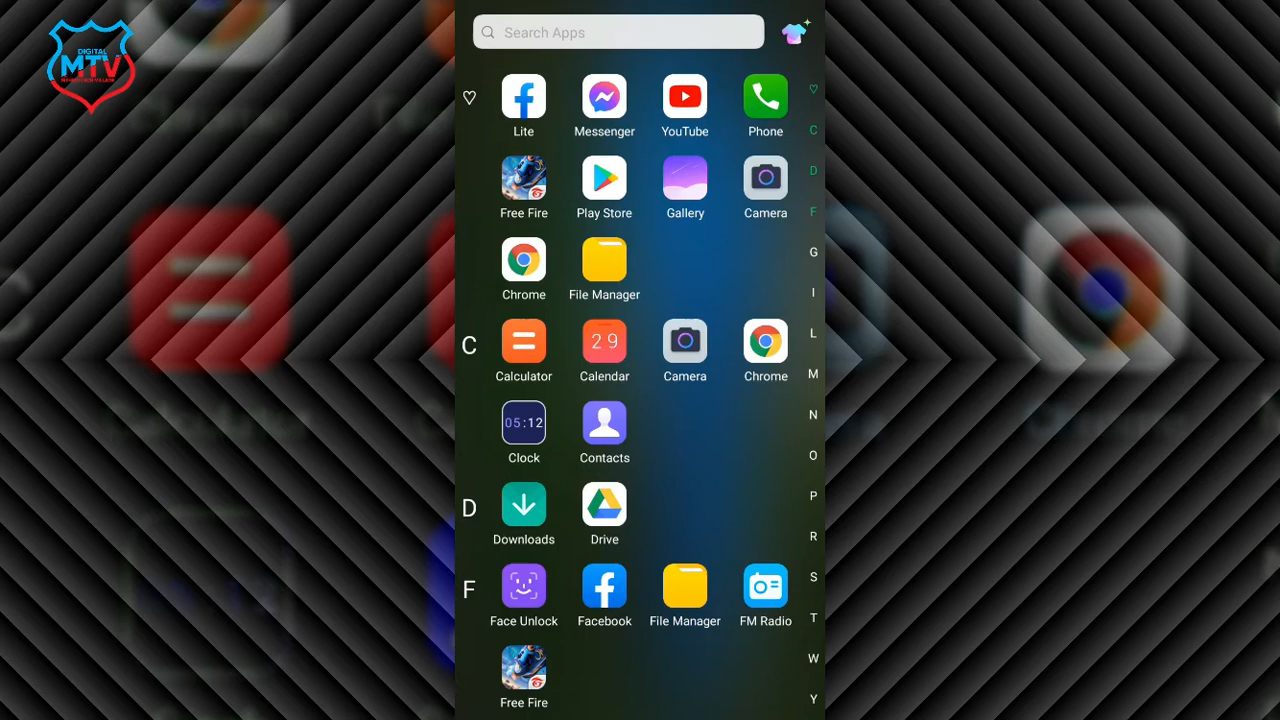 DIGITAL
MTV
Search Apps
♡
Lite Messenger YouTube Phone
Free Fire Play Store Gallery Camera
Chrome File Manager
C
29
Calculator Calendar Camera Chrome
05:12
Clock Contacts
D
Downloads Drive
F
Face Unlock Facebook File Manager FM Radio
Free Fire
♡
C
D
F
G
I
L
M
N
O
P
R
S
T
W
Y